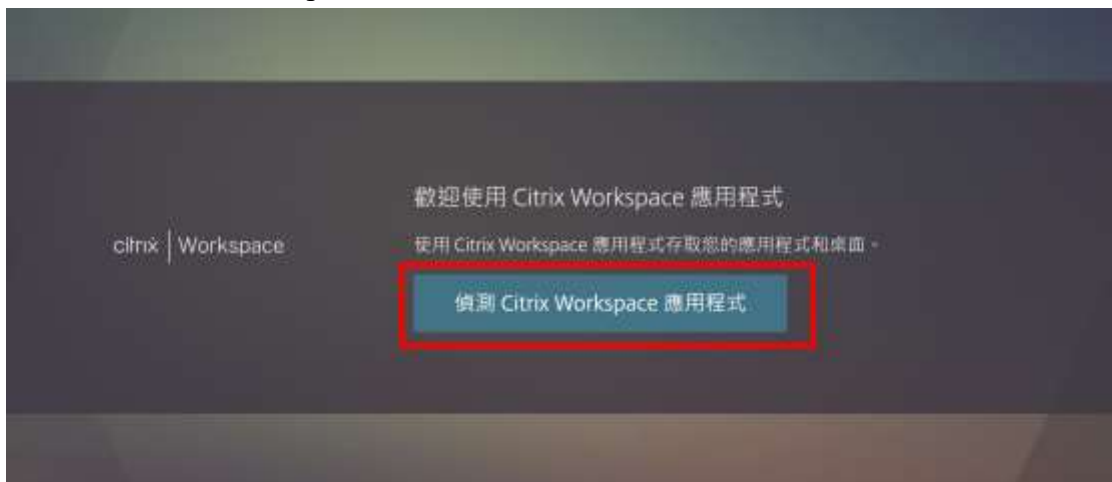 歡迎使用 Citrix Workspace 應用程式
citrix | Workspace
使用 Citrix Workspace 應用程式存取您的應用程式和桌面。
偵測 Citrix Workspace 應用程式